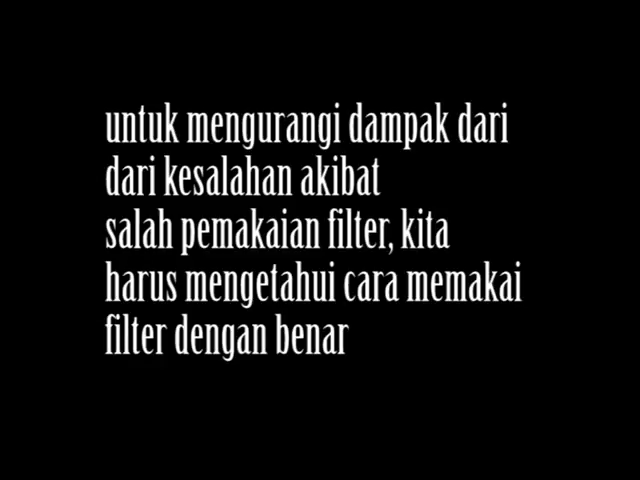 untuk mengurangi dampak dari
dari kesalahan akibat
salah pemakaian filter, kita
harus mengetahui cara memakai
filter dengan benar